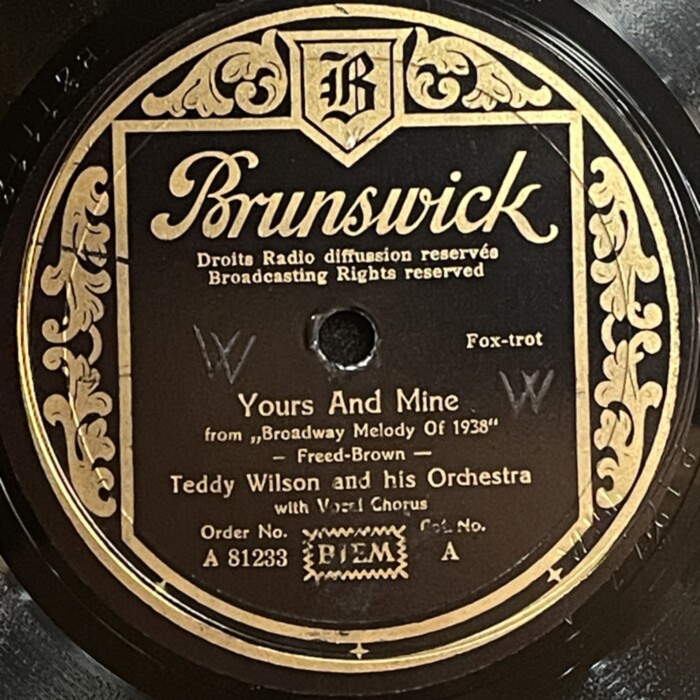 B
Brunswick
Droits Radio diffussion reservés
Broadcasting Rights reserved
Fox-trot
W
W
Yours And Mine
from „Broadway Melody Of 1938“
— Freed-Brown —
Teddy Wilson and his Orchestra
with Vocal Chorus
Order No.
A 81233
BIEM
Cat. No.
A